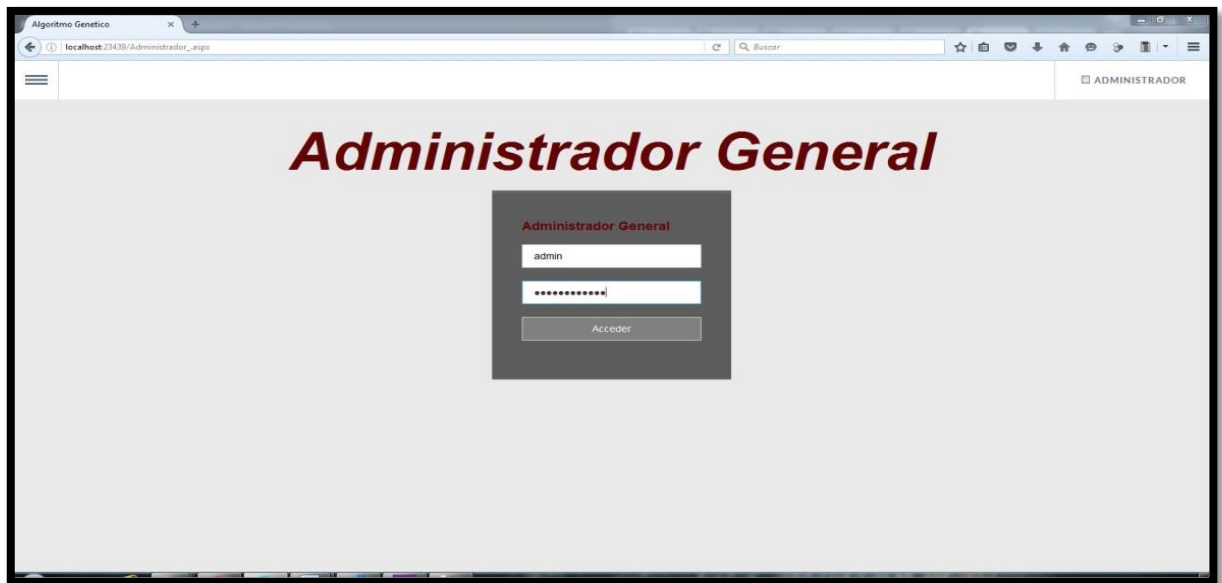 Algoritmo Genetico
localhost:23439/Administrador_.aspx
Buscar
ADMINISTRADOR
Administrador General
Administrador General
admin
••••••••••••
Acceder